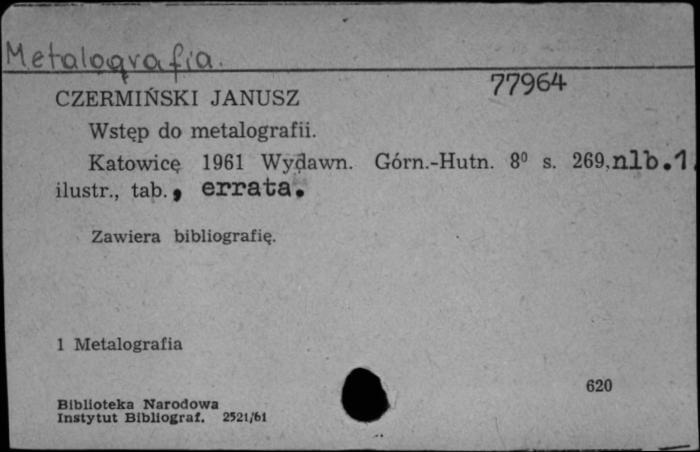 Metalografia.
77964
CZERMIŃSKI JANUSZ
Wstęp do metalografii.
Katowicę 1961 Wydawn. Górn.-Hutn. 8⁰ s. 269, nlb.1.
ilustr., tab., errata.
Zawiera bibliografię.
1 Metalografia
620
Biblioteka Narodowa
Instytut Bibliograf. 2521/61